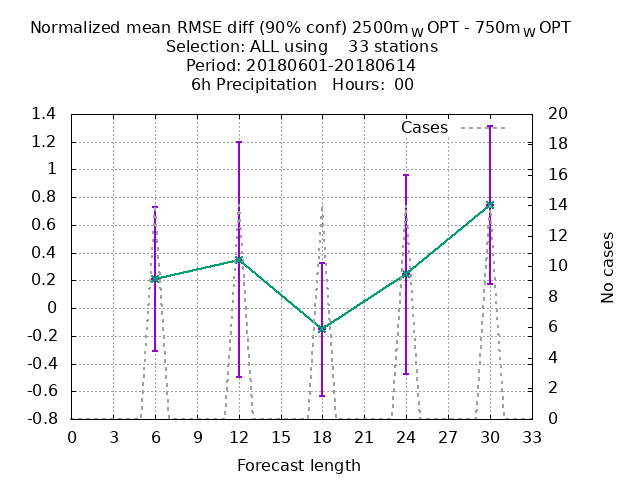 Normalized mean RMSE diff (90% conf) 2500m W OPT - 750m W OPT
Selection: ALL using    33 stations
Period: 20180601-20180614
6h Precipitation   Hours:  00
Cases
1.4
1.2
1
0.8
0.6
0.4
0.2
0
-0.2
-0.4
-0.6
-0.8
20
18
16
14
12
10
8
6
4
2
0
No cases
0 3 6 9 12 15 18 21 24 27 30 33
Forecast length